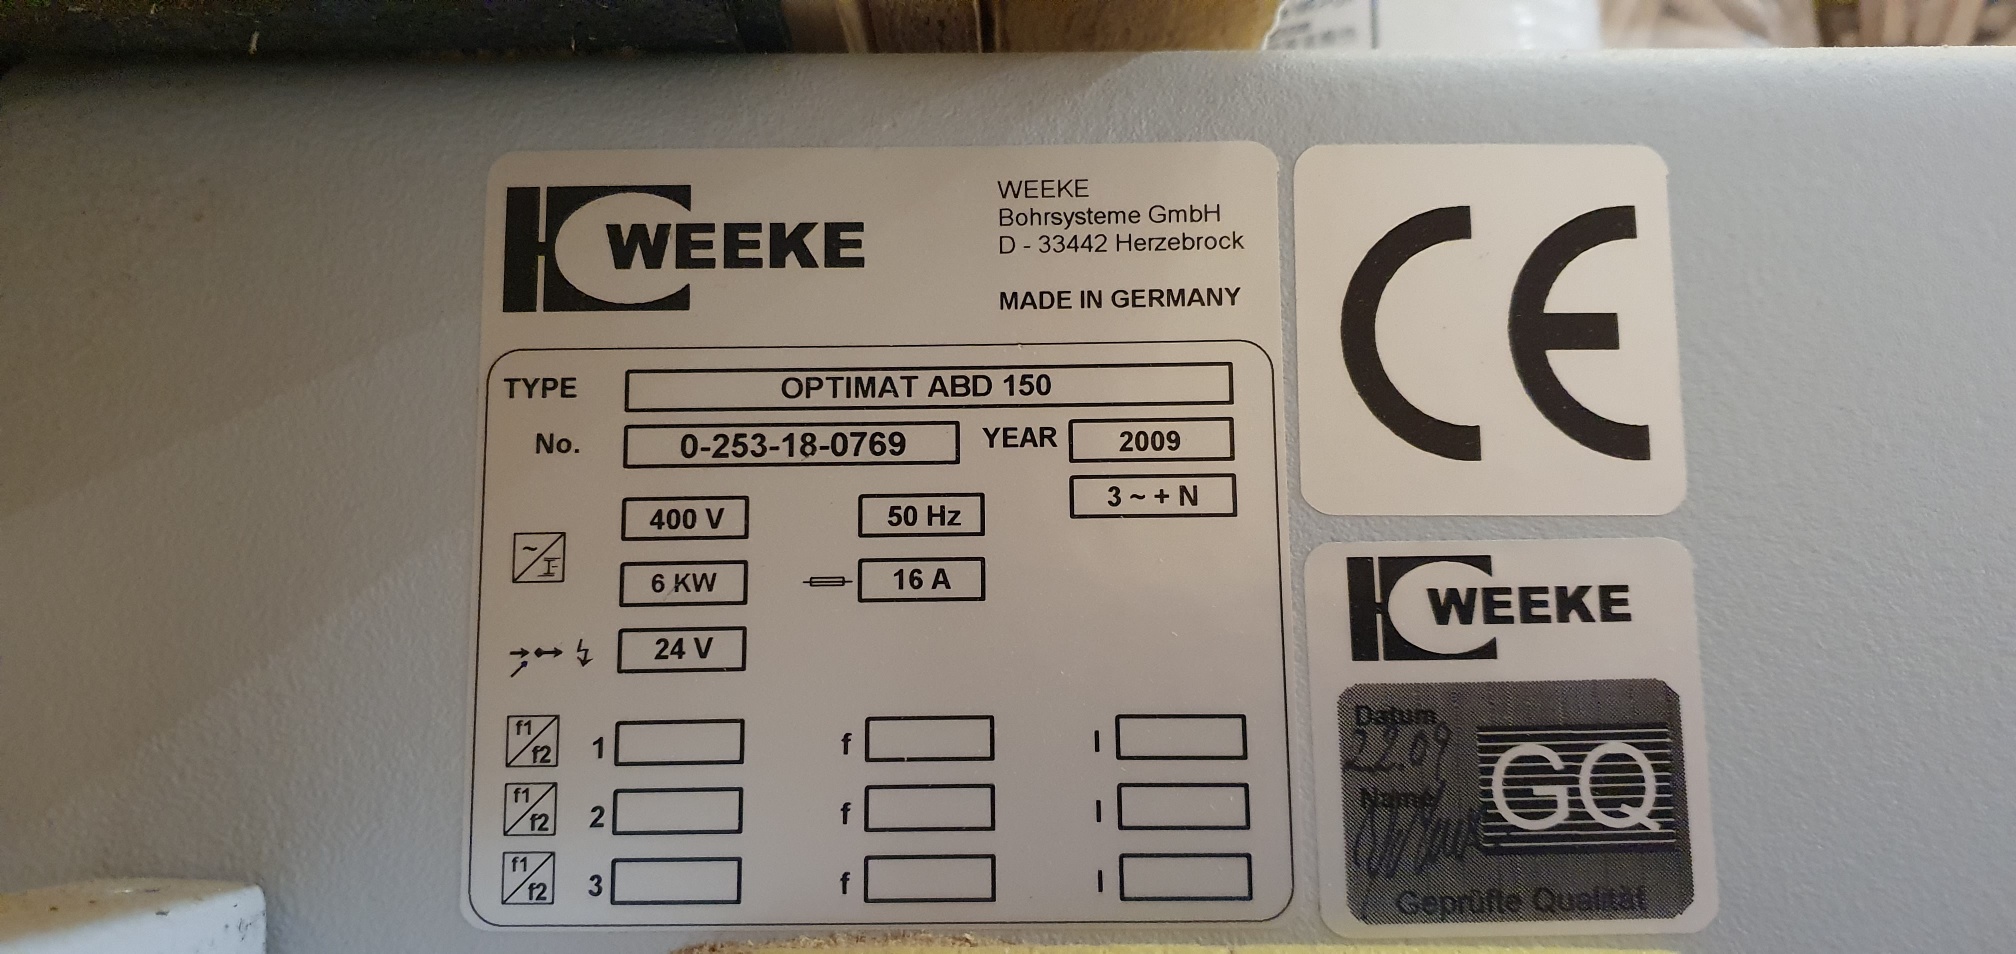 WEEKE
WEEKE
Bohrsysteme GmbH
D - 33442 Herzebrock
MADE IN GERMANY
TYPE OPTIMAT ABD 150
No. 0-253-18-0769 YEAR 2009
3 ~ + N
400 V 50 Hz
6 KW 16 A
24 V
f1 f2 1 f I
f1 f2 2 f I
f1 f2 3 f I
CE
WEEKE
Datum
22.09
Name
GQ
Geprüfte Qualität